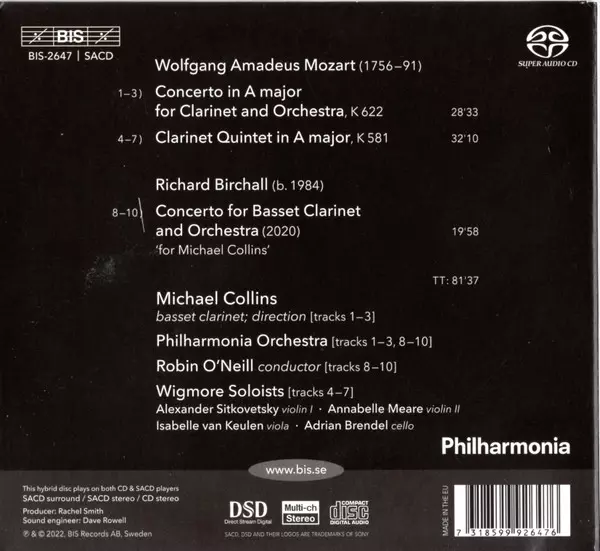 BIS
BIS-2647 | SACD
SUPER AUDIO CD
Wolfgang Amadeus Mozart (1756–91)
1–3) Concerto in A major
for Clarinet and Orchestra, K 622 28'33
4–7) Clarinet Quintet in A major, K 581 32'10
Richard Birchall (b. 1984)
8–10) Concerto for Basset Clarinet
and Orchestra (2020) 19'58
'for Michael Collins'
TT: 81'37
Michael Collins
basset clarinet; direction [tracks 1–3]
Philharmonia Orchestra [tracks 1–3, 8–10]
Robin O'Neill conductor [tracks 8–10]
Wigmore Soloists [tracks 4–7]
Alexander Sitkovetsky violin I · Annabelle Meare violin II
Isabelle van Keulen viola · Adrian Brendel cello
Philharmonia
www.bis.se
This hybrid disc plays on both CD & SACD players
SACD surround / SACD stereo / CD stereo
Producer: Rachel Smith
Sound engineer: Dave Rowell
℗ & © 2022, BIS Records AB, Sweden
DSD
Direct Stream Digital
Multi-ch
Stereo
COMPACT
disc
DIGITAL AUDIO
SACD, DSD AND THEIR LOGOS ARE TRADEMARKS OF SONY
MADE IN THE EU
7 318599 926476